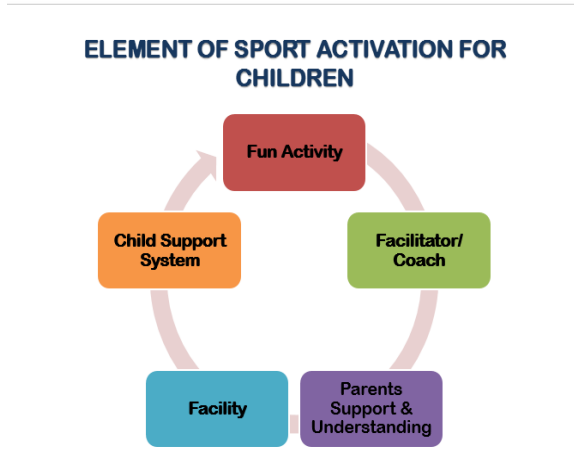 ELEMENT OF SPORT ACTIVATION FOR
CHILDREN
Fun Activity
Facilitator/
Coach
Parents
Support &
Understanding
Facility
Child Support
System